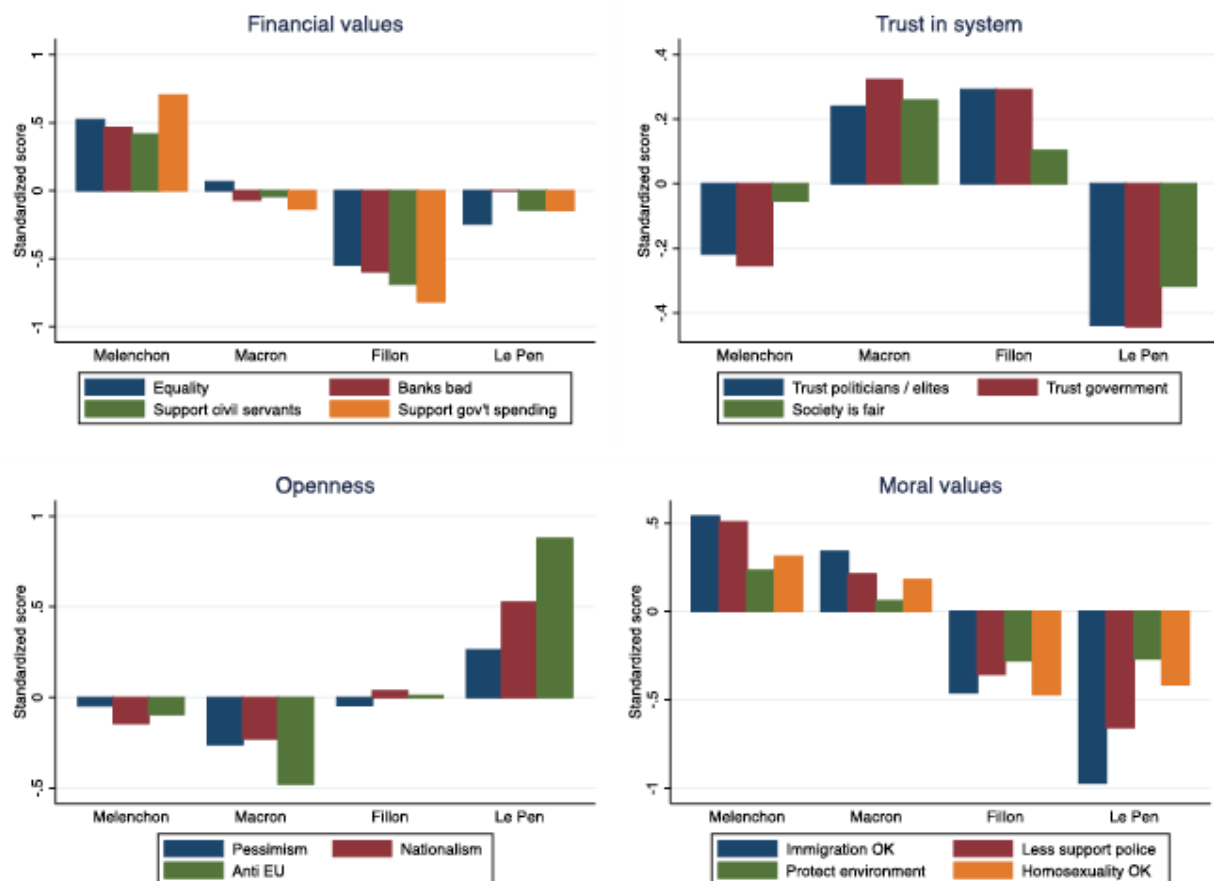 Financial values
Standardized score
1
.5
0
-.5
-1
Melenchon Macron Fillon Le Pen
Equality Banks bad
Support civil servants Support gov't spending
Trust in system
Standardized score
.4
.2
0
-.2
-.4
Melenchon Macron Fillon Le Pen
Trust politicians / elites Trust government
Society is fair
Openness
Standardized score
1
.5
0
-.5
Melenchon Macron Fillon Le Pen
Pessimism Nationalism
Anti EU
Moral values
Standardized score
.5
0
-.5
-1
Melenchon Macron Fillon Le Pen
Immigration OK Less support police
Protect environment Homosexuality OK